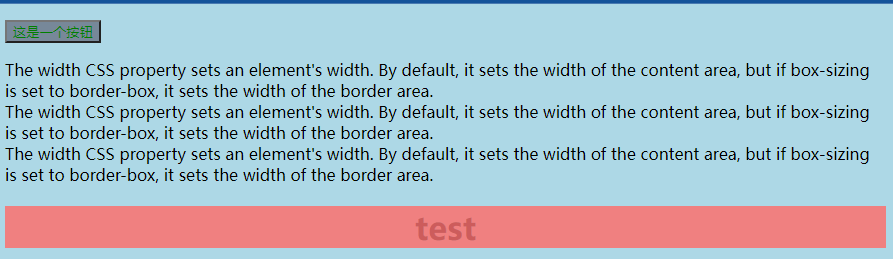 这是一个按钮
The width CSS property sets an element's width. By default, it sets the width of the content area, but if box-sizing
is set to border-box, it sets the width of the border area.
The width CSS property sets an element's width. By default, it sets the width of the content area, but if box-sizing
is set to border-box, it sets the width of the border area.
The width CSS property sets an element's width. By default, it sets the width of the content area, but if box-sizing
is set to border-box, it sets the width of the border area.
test